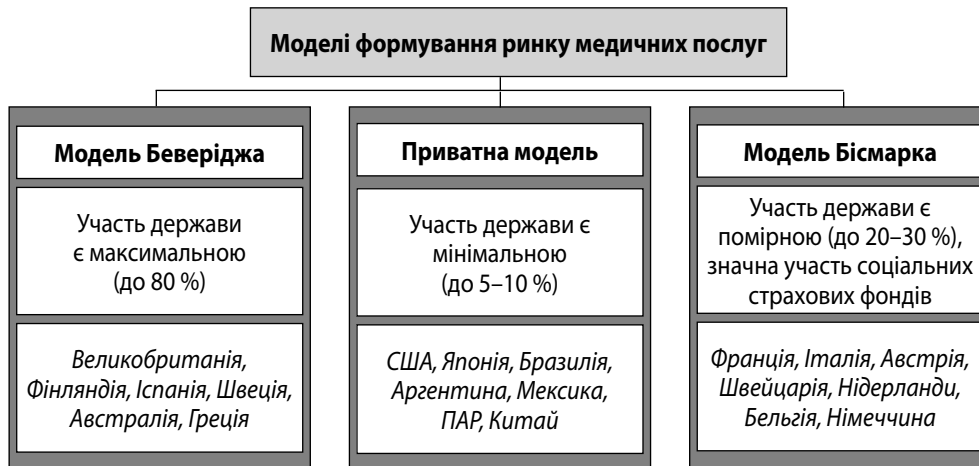 Моделі формування ринку медичних послуг
Модель Беверіджа
Участь держави
є максимальною
(до 80 %)
Великобританія,
Фінляндія, Іспанія, Швеція,
Австралія, Греція
Приватна модель
Участь держави є
мінімальною
(до 5–10 %)
США, Японія, Бразилія,
Аргентина, Мексика,
ПАР, Китай
Модель Бісмарка
Участь держави є
помірною (до 20–30 %),
значна участь соціальних
страхових фондів
Франція, Італія, Австрія,
Швейцарія, Нідерланди,
Бельгія, Німеччина